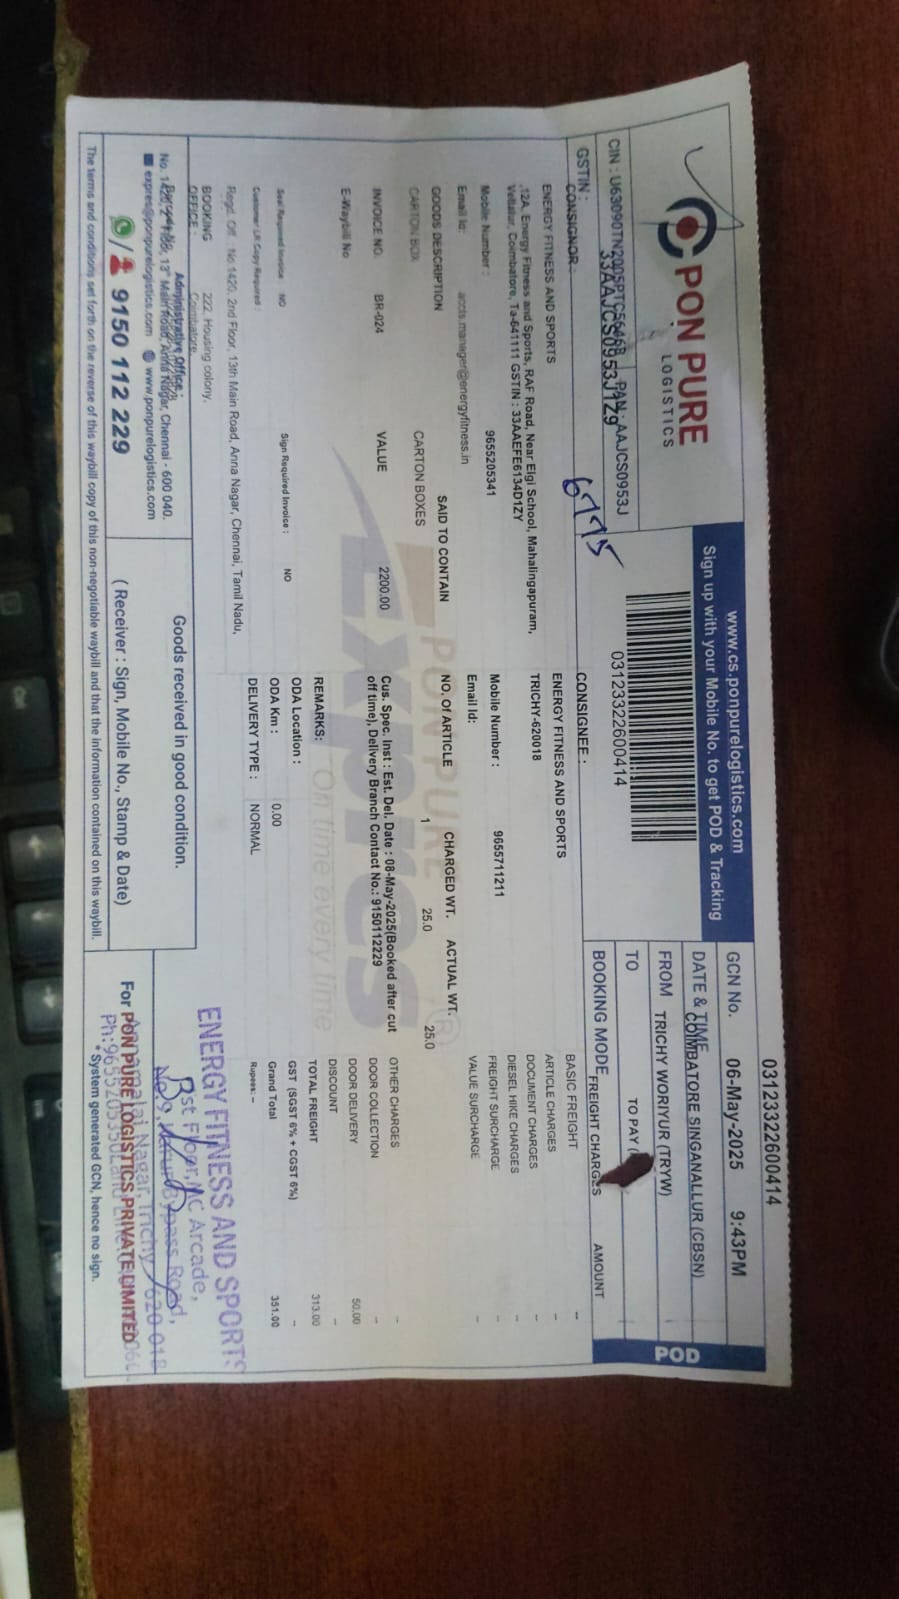 PON PURE
LOGISTICS
CIN : U63090TN2005PTC56468 PAN : AAJCS0953J
GSTIN : 33AAJCS0953J1Z9
www.cs.ponpurelogistics.com
Sign up with your Mobile No. to get POD & Tracking
0312332600414
0312332600414
GCN No. 06-May-2025 9:43PM
DATE & TIME
COIMBATORE SINGANALLUR (CBSN)
FROM TRICHY WORIYUR (TRYW)
TO TO PAY
BOOKING MODE
POD
6775
CONSIGNOR :
ENERGY FITNESS AND SPORTS
,12A, Energy Fitness and Sports, RAF Road, Near Elgi School, Mahalingapuram,
Vellalur, Coimbatore, Ta-641111 GSTIN : 33AAEFE6134D1ZY
Mobile Number : 9655205341
Email Id: accts.manager@energyfitness.in
CONSIGNEE :
ENERGY FITNESS AND SPORTS
TRICHY-620018
Mobile Number : 9655711211
Email Id:
GOODS DESCRIPTION SAID TO CONTAIN NO. of ARTICLE CHARGED WT. ACTUAL WT.
CARTON BOX CARTON BOXES 1 25.0 25.0
INVOICE NO. BR-024 VALUE 2200.00
Cus. Spec. Inst : Est. Del. Date : 08-May-2025(Booked after cut
off time), Delivery Branch Contact No.: 9150112229
E-Waybill No
REMARKS:
ODA Location :
ODA Km : 0.00
DELIVERY TYPE : NORMAL
Seal Required Invoice NO Sign Required Invoice : NO
Customer LR Copy Required :
Regd. Off. No.1420, 2nd Floor, 13th Main Road, Anna Nagar, Chennai, Tamil Nadu,
BOOKING OFFICE : 222, Housing colony,
Coimbatore
PON PURE
Expres
On time every time
FREIGHT CHARGES AMOUNT
BASIC FREIGHT -
ARTICLE CHARGES -
DOCUMENT CHARGES -
DIESEL HIKE CHARGES -
FREIGHT SURCHARGE -
VALUE SURCHARGE -
OTHER CHARGES -
DOOR COLLECTION -
DOOR DELIVERY 50.00
DISCOUNT -
TOTAL FREIGHT 313.00
GST (SGST 6% + CGST 6%) -
Grand Total 351.00
Rupees: -
Administrative Office :
No. 1420, 2nd Floor, 13th Main Road, Anna Nagar, Chennai - 600 040.
expres@ponpurelogistics.com www.ponpurelogistics.com
9150 112 229
Goods received in good condition.
( Receiver : Sign, Mobile No., Stamp & Date)
ENERGY FITNESS AND SPORTS
1st Floor, MC Arcade,
For PON PURE LOGISTICS PRIVATE LIMITED
* System generated GCN, hence no sign.
The terms and conditions set forth on the reverse of this waybill copy of this non-negotiable waybill and that the information contained on this waybill.